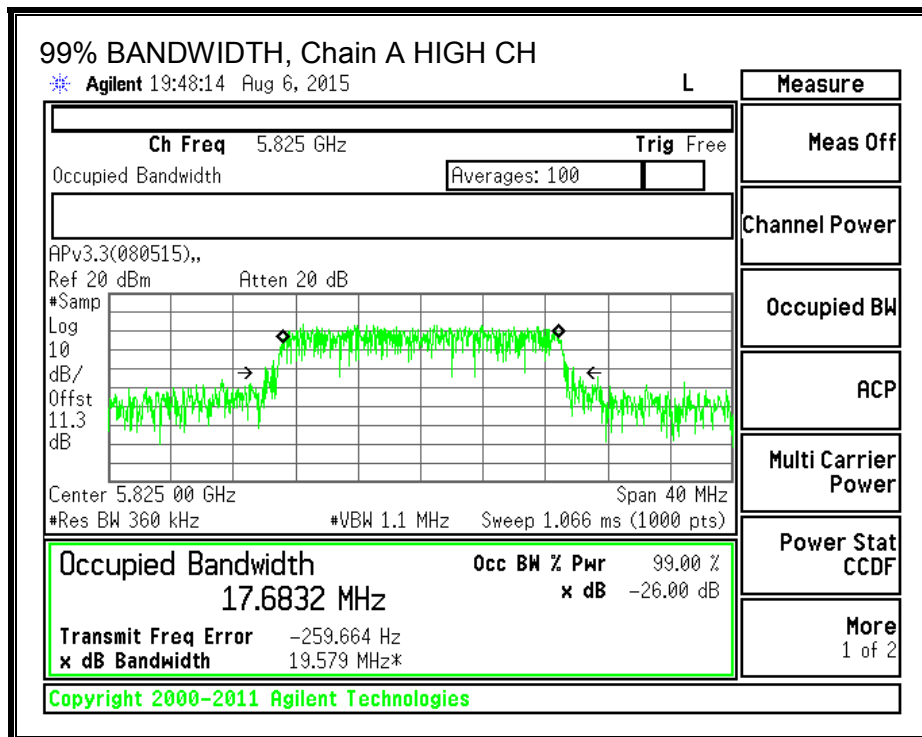 99% BANDWIDTH, Chain A HIGH CH
Agilent 19:48:14 Aug 6, 2015 L
Measure
Ch Freq 5.825 GHz Trig Free
Meas Off
Occupied Bandwidth Averages: 100
Channel Power
APv3.3(080515),,
Ref 20 dBm Atten 20 dB
#Samp
Log
10
dB/
Offst
11.3
dB
Occupied BW
ACP
Multi Carrier
Power
Center 5.825 00 GHz Span 40 MHz
#Res BW 360 kHz #VBW 1.1 MHz Sweep 1.066 ms (1000 pts)
Power Stat
CCDF
Occupied Bandwidth Occ BW % Pwr 99.00 %
17.6832 MHz x dB -26.00 dB
Transmit Freq Error -259.664 Hz
x dB Bandwidth 19.579 MHz*
More
1 of 2
Copyright 2000-2011 Agilent Technologies